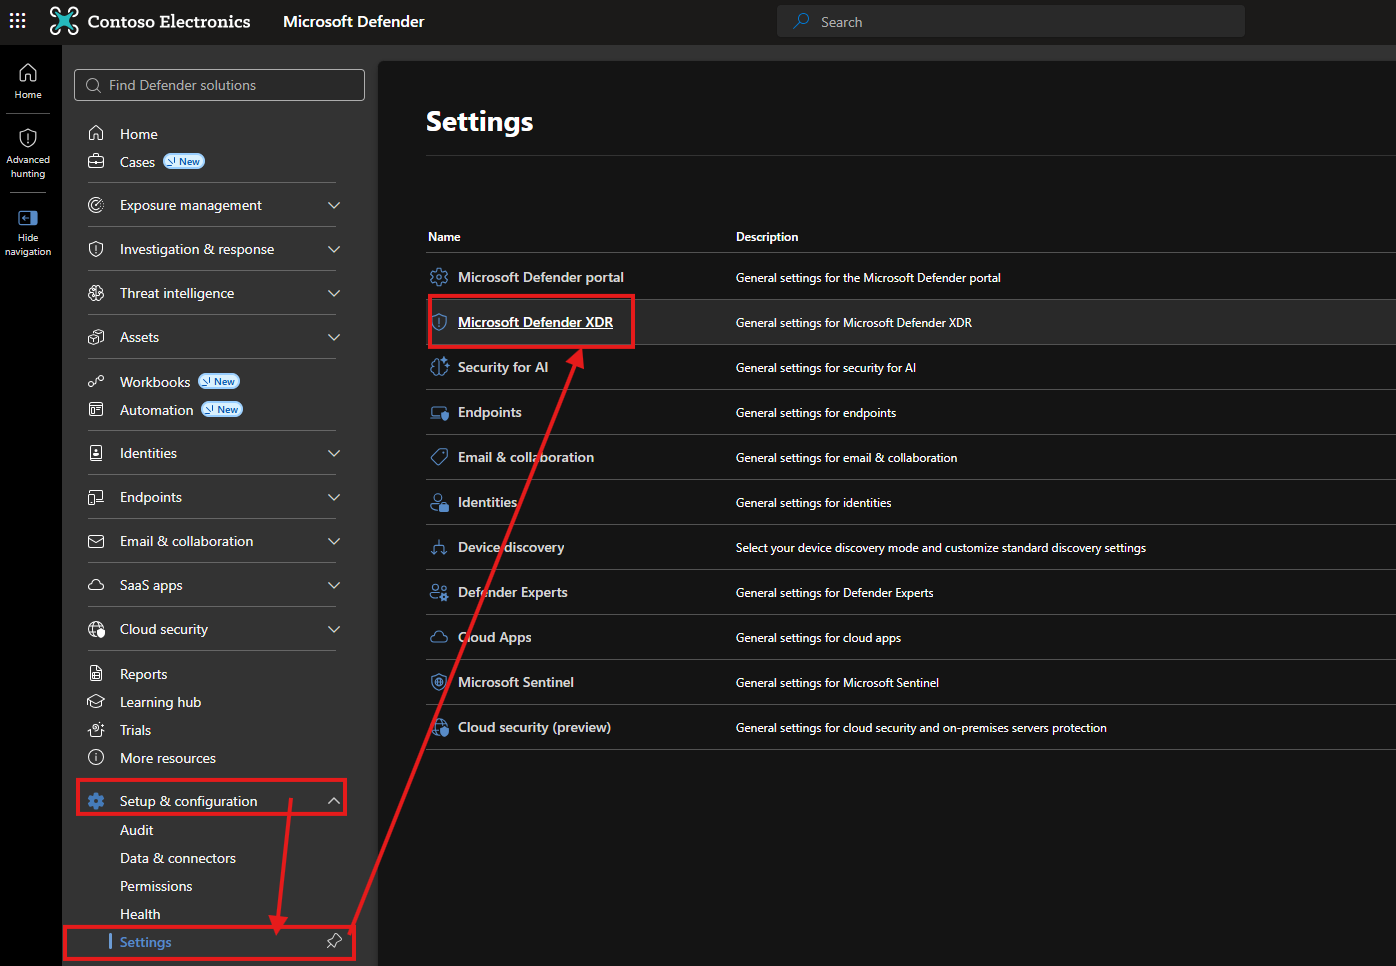 Contoso Electronics
Microsoft Defender
Search
Home
Advanced
hunting
Hide
navigation
Find Defender solutions
Home
Cases New
Exposure management
Investigation & response
Threat intelligence
Assets
Workbooks New
Automation New
Identities
Endpoints
Email & collaboration
SaaS apps
Cloud security
Reports
Learning hub
Trials
More resources
Setup & configuration
Audit
Data & connectors
Permissions
Health
Settings
Settings
Name Description
Microsoft Defender portal General settings for the Microsoft Defender portal
Microsoft Defender XDR General settings for Microsoft Defender XDR
Security for AI General settings for security for AI
Endpoints General settings for endpoints
Email & collaboration General settings for email & collaboration
Identities General settings for identities
Device discovery Select your device discovery mode and customize standard discovery settings
Defender Experts General settings for Defender Experts
Cloud Apps General settings for cloud apps
Microsoft Sentinel General settings for Microsoft Sentinel
Cloud security (preview) General settings for cloud security and on-premises servers protection